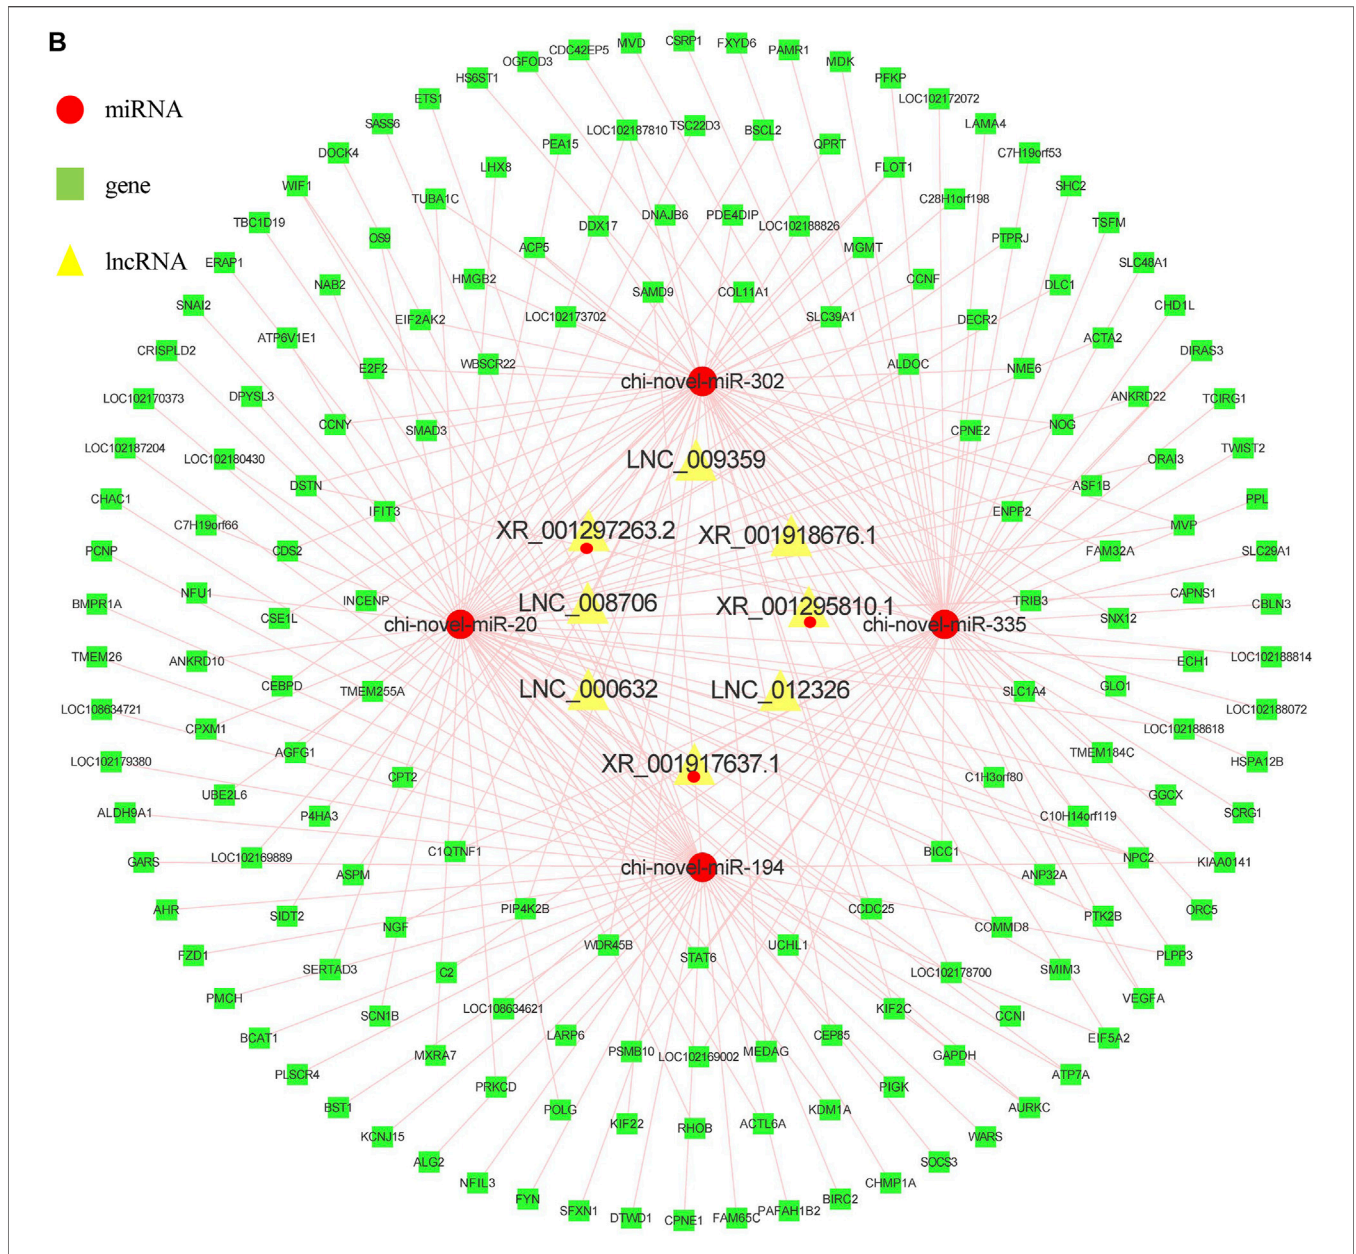 B
miRNA
gene
lncRNA
CSRP1
MVD
FXYD6
CDC42EP5
PAMR1
OGFOD3
MDK
HS6ST1
PFKP
ETS1
LOC102172072
SASS6
LAMA4
LOC102187810
TSC22D3
BSCL2
DOCK4
PEA15
QPRT
C7H19orf53
WIF1
LHX8
FLOT1
SHC2
TUBA1C
C28H1orf198
TBC1D19
DDX17
DNAJB6
PDE4DIP
LOC102188826
TSFM
OS9
ACP5
MGMT
PTPRJ
ERAP1
SLC48A1
NAB2
HMGB2
SAMD9
COL11A1
CCNF
DLC1
SNAI2
CHD1L
EIF2AK2
LOC102173702
SLC39A1
DECR2
ATP6V1E1
ACTA2
CRISPLD2
DIRAS3
E2F2
WBSCR22
ALDOC
NME6
chi-novel-miR-302
LOC102170373
DPYSL3
ANKRD22
TCIRG1
CCNY
SMAD3
CPNE2
NOG
LOC102187204
LOC102180430
LNC_009359
ORAI3
TWIST2
DSTN
ASF1B
CHAC1
IFIT3
ENPP2
PPL
C7H19orf66
XR_001297263.2
XR_001918676.1
MVP
PCNP
CDS2
FAM32A
SLC29A1
NFU1
INCENP
LNC_008706
XR_001295810.1
TRIB3
CAPNS1
BMPR1A
CSE1L
SNX12
CBLN3
chi-novel-miR-20
chi-novel-miR-335
TMEM26
ANKRD10
ECH1
LOC102188814
CEBPD
TMEM255A
LNC_000632
LNC_012326
SLC1A4
GLO1
LOC108634721
CPXM1
LOC102188618
LOC102188072
LOC102179380
AGFG1
XR_001917637.1
TMEM184C
HSPA12B
CPT2
C1H3orf80
UBE2L6
GGCX
ALDH9A1
P4HA3
C10H14orf119
SCRG1
GARS
LOC102169889
C1QTNF1
chi-novel-miR-194
BICC1
NPC2
KIAA0141
ASPM
ANP32A
AHR
SIDT2
PIP4K2B
CCDC25
PTK2B
ORC5
NGF
COMMD8
FZD1
SERTAD3
WDR45B
STAT6
UCHL1
SMIM3
PLPP3
C2
LOC102178700
PMCH
VEGFA
SCN1B
LOC108634621
KIF2C
CCNI
BCAT1
LARP6
CEP85
EIF5A2
MXRA7
PSMB10
LOC102169002
MEDAG
GAPDH
PLSCR4
ATP7A
PRKCD
PIGK
BST1
POLG
KDM1A
AURKC
KIF22
RHOB
ACTL6A
KCNJ15
WARS
ALG2
SOCS3
NFIL3
CHMP1A
FYN
BIRC2
SFXN1
PAFAH1B2
DTWD1
CPNE1
FAM65C